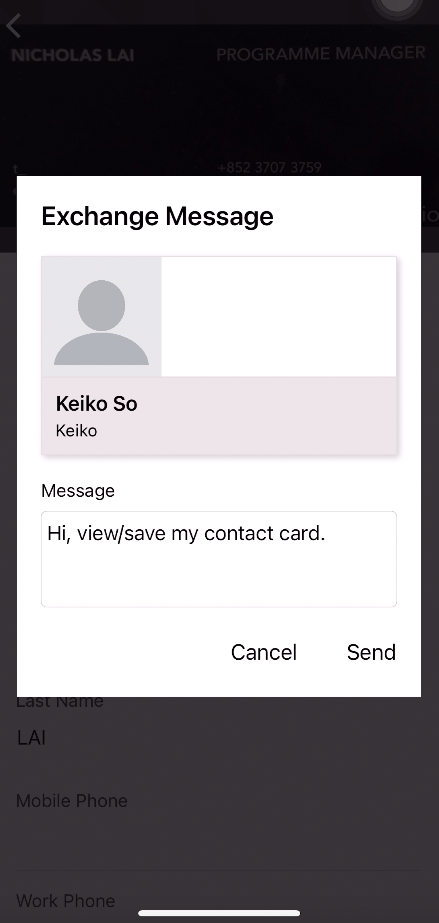 NICHOLAS LAI
PROGRAMME MANAGER
t
+852 3707 3759
Exchange Message
Keiko So
Keiko
Message
Hi, view/save my contact card.
Cancel
Send
Last Name
LAI
Mobile Phone
Work Phone